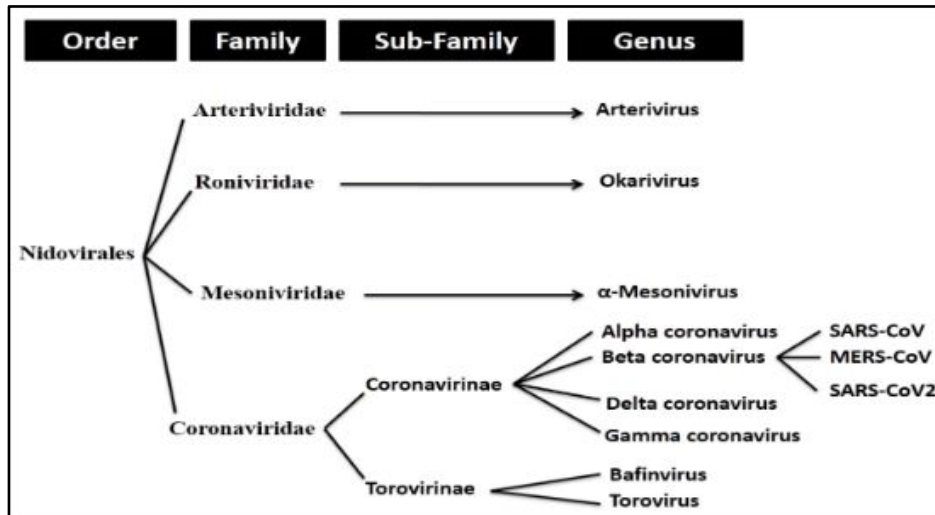 Order Family Sub-Family Genus
Arteriviridae Arterivirus
Roniviridae Okarivirus
Nidovirales
Mesoniviridae α-Mesonivirus
Alpha coronavirus SARS-CoV
Beta coronavirus MERS-CoV
Coronavirinae
SARS-CoV2
Delta coronavirus
Coronaviridae
Gamma coronavirus
Bafinvirus
Torovirinae
Torovirus